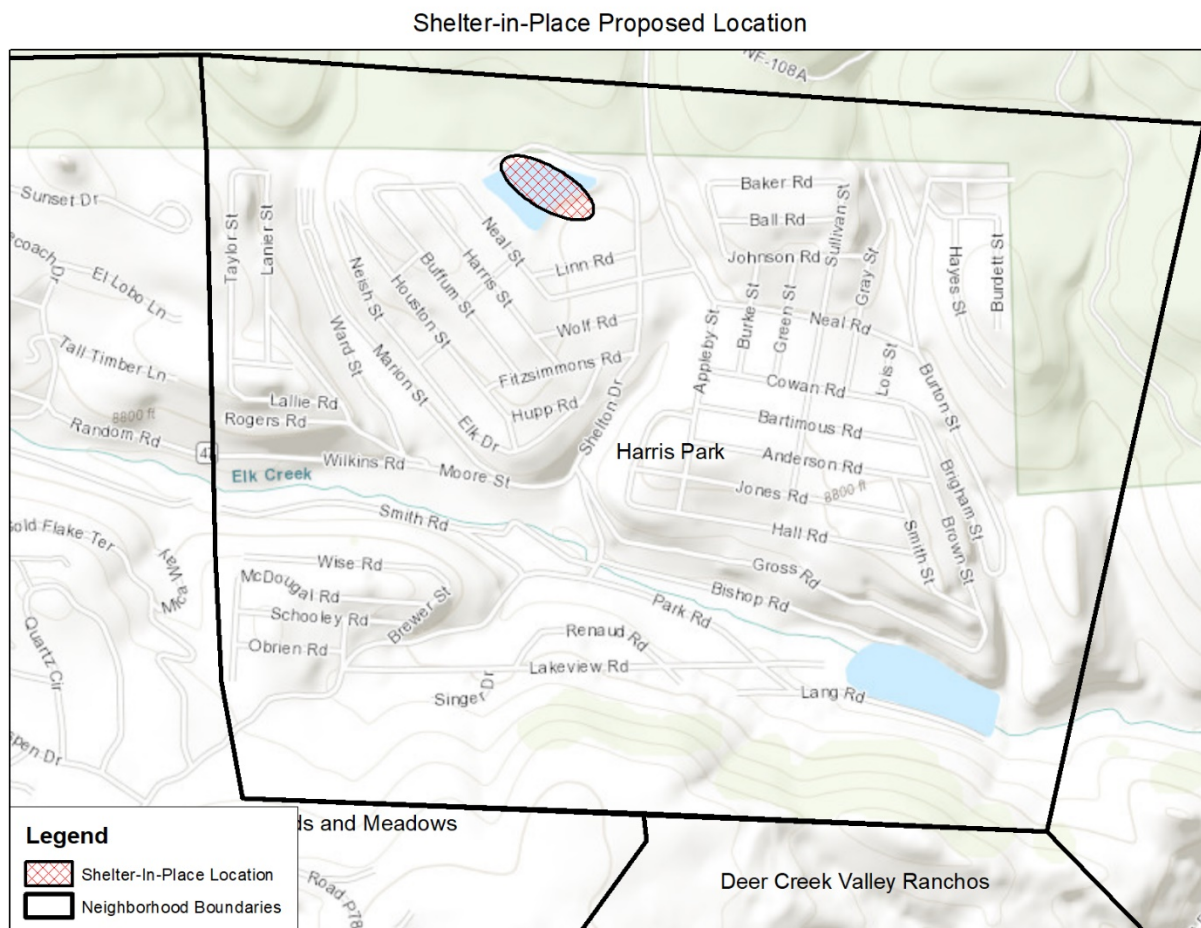 Shelter-in-Place Proposed Location
NF-108A
Sunset Dr
Taylor St
Lanier St
Baker Rd
Ball Rd
Sullivan St
Johnson Rd
Gray St
Hayes St
Burdett St
Neal St
Linn Rd
Harris St
Buffum St
Houston St
Neish St
Wolf Rd
Fitzsimmons Rd
Hupp Rd
Shelton Dr
Ward St
Marion St
Elk Dr
El Lobo Ln
Tall Timber Ln
8800 ft
Random Rd
Lallie Rd
Rogers Rd
Wilkins Rd
Moore St
Elk Creek
Appleby St
Burke St
Green St
Neal Rd
Lois St
Burton St
Cowan Rd
Bartimous Rd
Harris Park
Anderson Rd
Jones Rd
8800 ft
Brigham St
Hall Rd
Smith St
Brown St
Gross Rd
Bishop Rd
Smith Rd
Wise Rd
McDougal Rd
Schooley Rd
Brewer St
Obrien Rd
Park Rd
Renaud Rd
Lakeview Rd
Singer Dr
Lang Rd
Gold Flake Ter
Mica Way
Quartz Cir
spen Dr
ds and Meadows
Road P78
Deer Creek Valley Ranchos
Legend
Shelter-In-Place Location
Neighborhood Boundaries